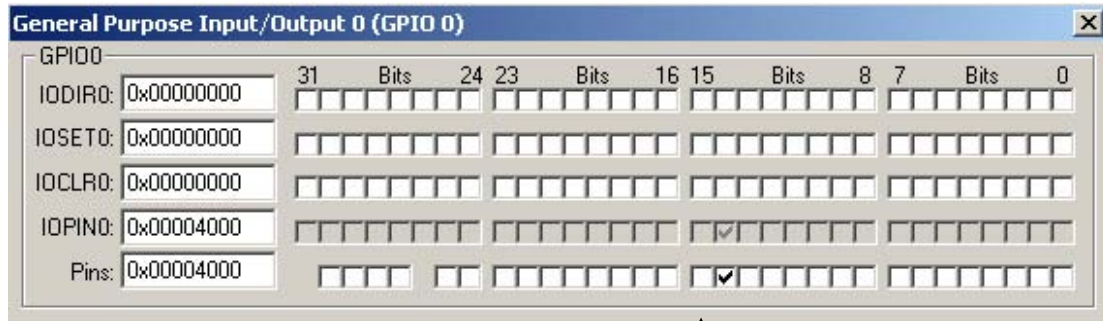 General Purpose Input/Output 0 (GPIO 0)
GPIO0
31 Bits 24 23 Bits 16 15 Bits 8 7 Bits 0
IODIR0: 0x00000000
IOSET0: 0x00000000
IOCLR0: 0x00000000
IOPIN0: 0x00004000
Pins: 0x00004000